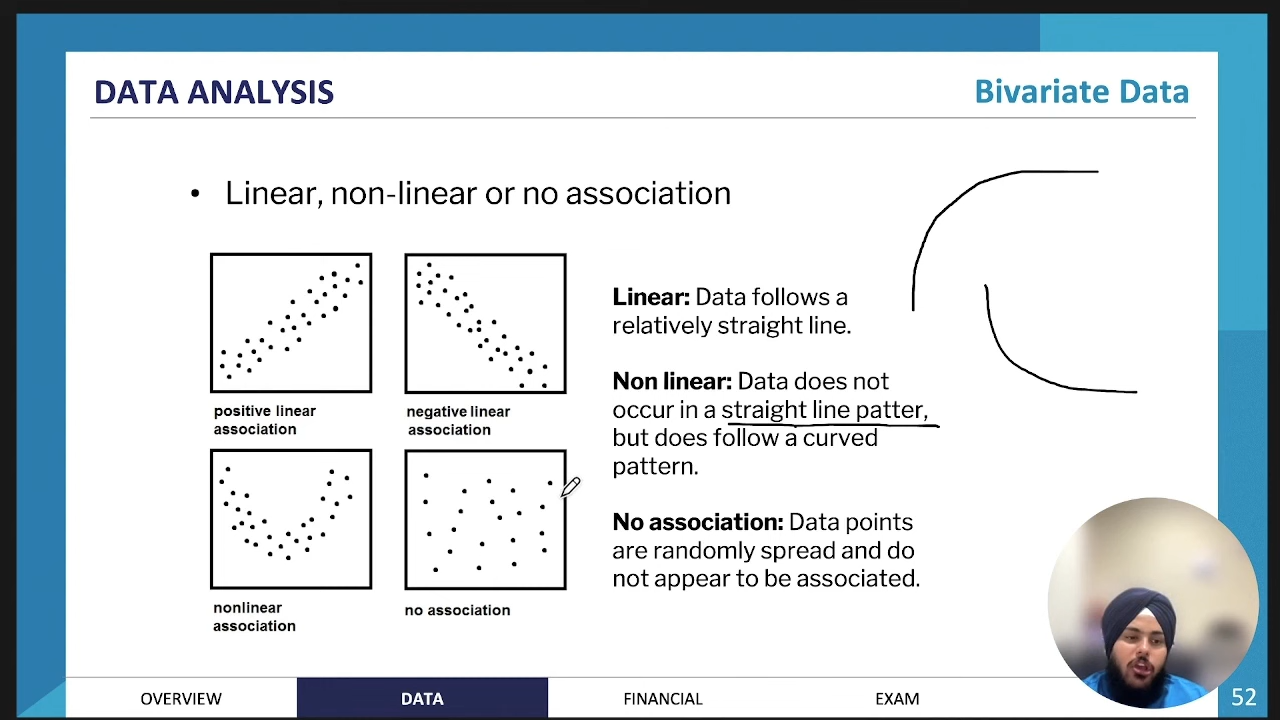 DATA ANALYSIS
Bivariate Data
• Linear, non-linear or no association
positive linear
association
negative linear
association
nonlinear
association
no association
Linear: Data follows a
relatively straight line.
Non linear: Data does not
occur in a straight line patter,
but does follow a curved
pattern.
No association: Data points
are randomly spread and do
not appear to be associated.
OVERVIEW
DATA
FINANCIAL
EXAM
52